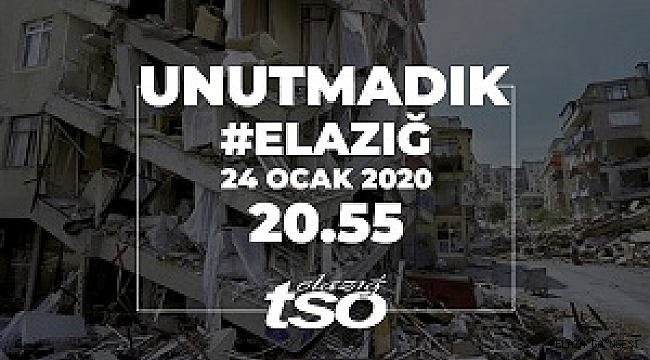 UNUTMADIK
#ELAZIĞ
24 OCAK 2020
20.55
elazığ
tso